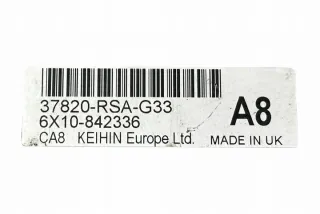 37820-RSA-G33
6X10-842336
CA8 KEIHIN Europe Ltd.
A8
MADE IN UK